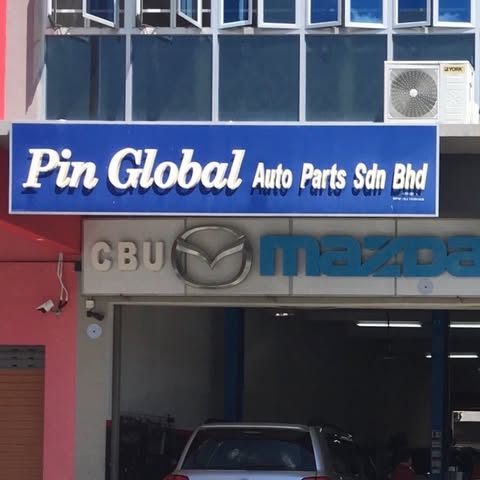 YORK
Pin Global Auto Parts Sdn Bhd
CBU mazda